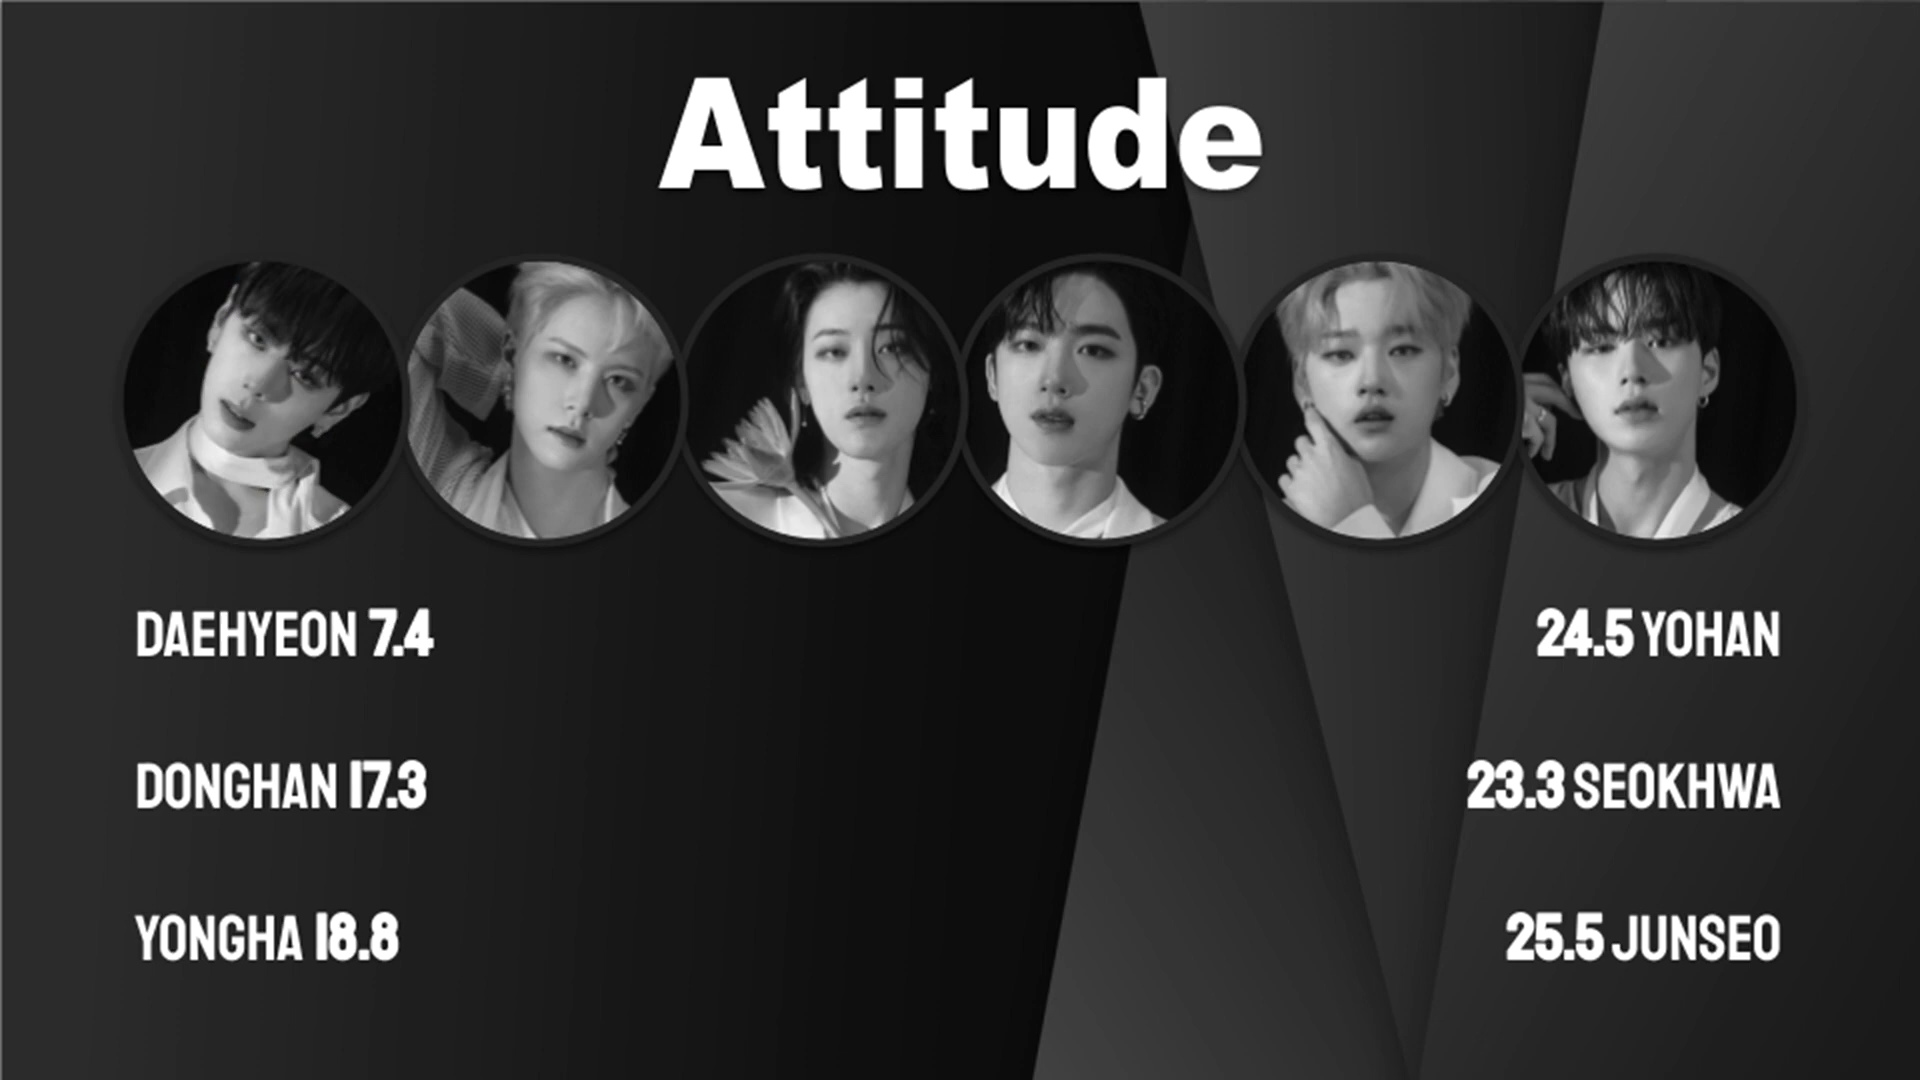 Attitude
DAEHYEON 7.4
24.5 YOHAN
DONGHAN 17.3
23.3 SEOKHWA
YONGHA 18.8
25.5 JUNSEO